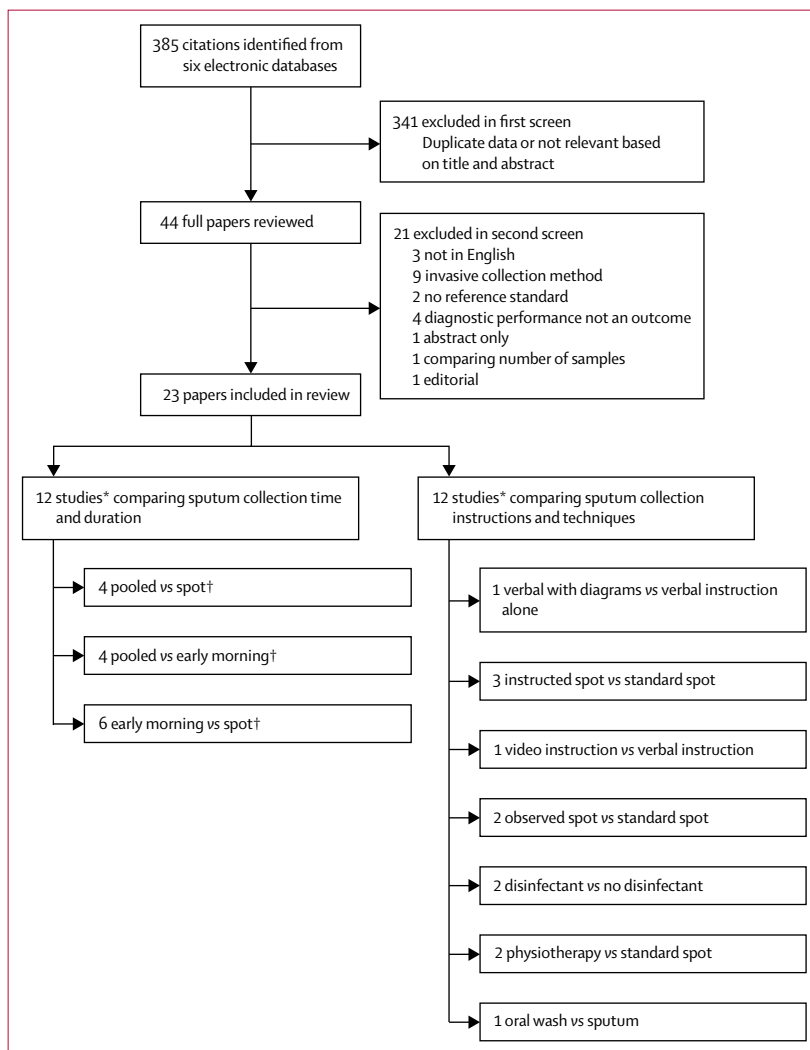 385 citations identified from
six electronic databases
341 excluded in first screen
Duplicate data or not relevant based
on title and abstract
44 full papers reviewed
21 excluded in second screen
3 not in English
9 invasive collection method
2 no reference standard
4 diagnostic performance not an outcome
1 abstract only
1 comparing number of samples
1 editorial
23 papers included in review
12 studies* comparing sputum collection time
and duration
4 pooled vs spot†
4 pooled vs early morning†
6 early morning vs spot†
12 studies* comparing sputum collection
instructions and techniques
1 verbal with diagrams vs verbal instruction
alone
3 instructed spot vs standard spot
1 video instruction vs verbal instruction
2 observed spot vs standard spot
2 disinfectant vs no disinfectant
2 physiotherapy vs standard spot
1 oral wash vs sputum